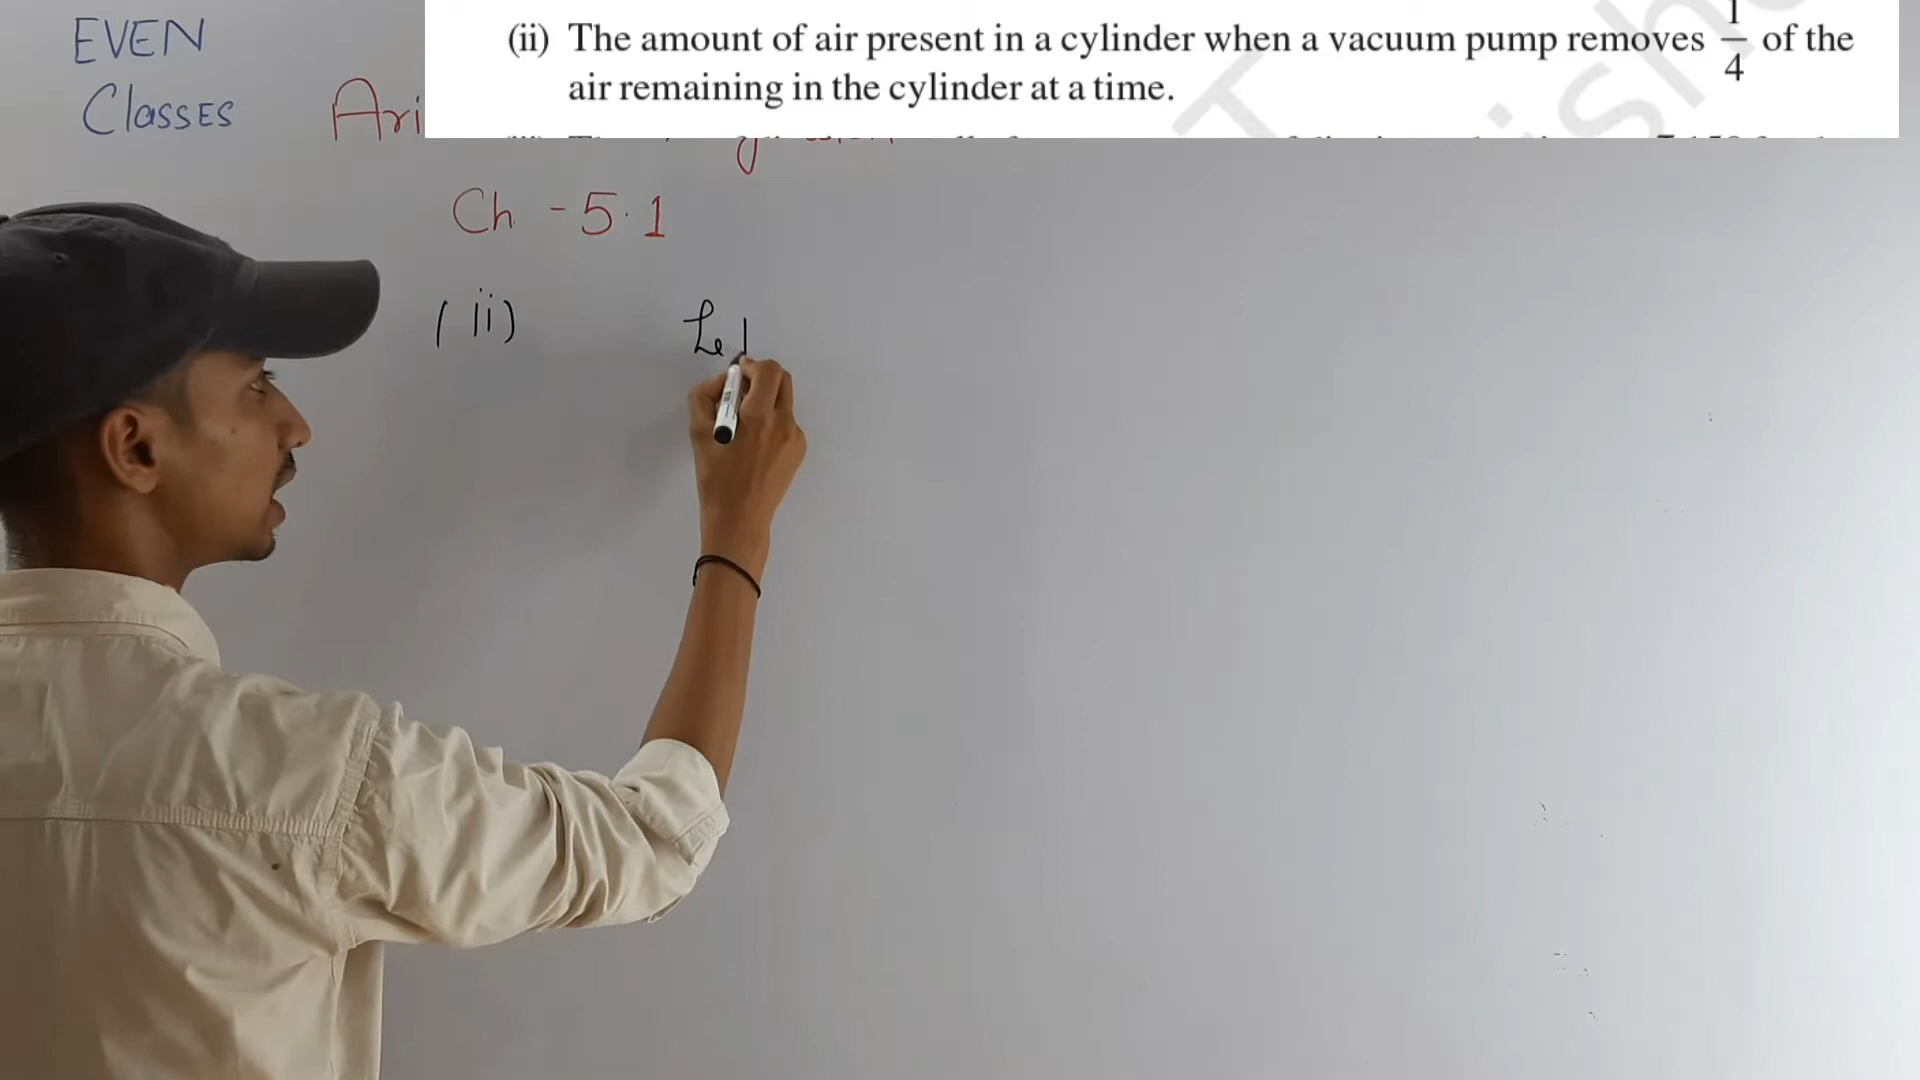 EVEN
Classes
(ii) The amount of air present in a cylinder when a vacuum pump removes 1/4 of the
air remaining in the cylinder at a time.
Ari
Ch - 5.1
(ii) Let